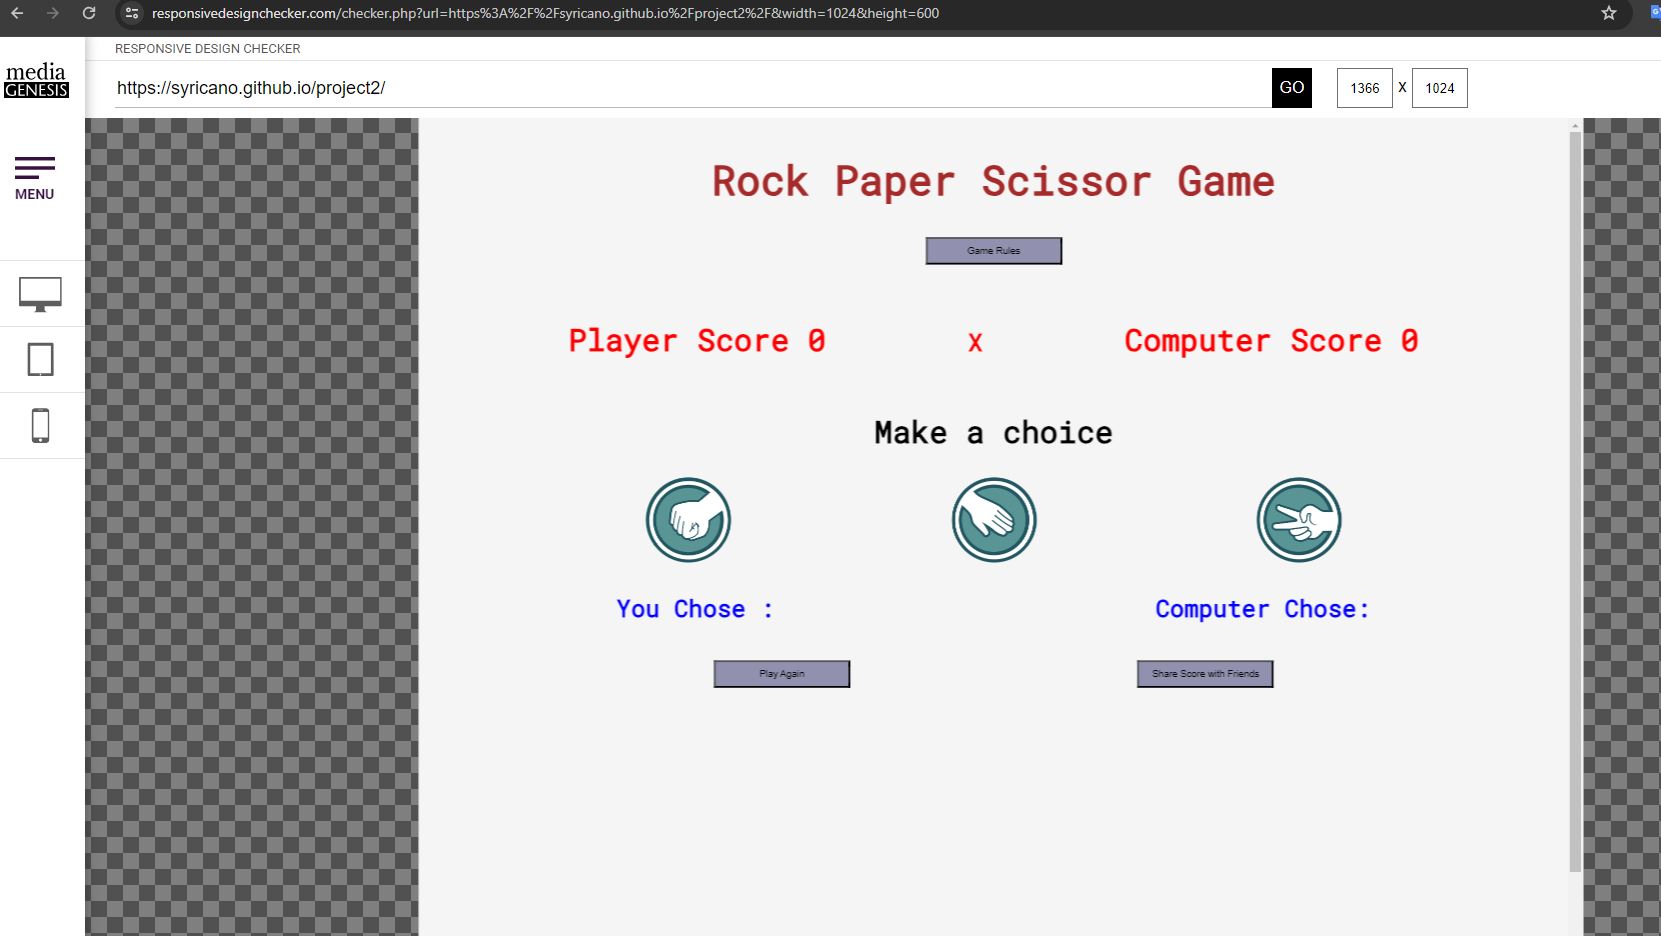 responsivedesignchecker.com/checker.php?url=https%3A%2F%2Fsyricano.github.io%2Fproject2%2F&width=1024&height=600
RESPONSIVE DESIGN CHECKER
media
GENESIS
https://syricano.github.io/project2/
GO
1366 X 1024
MENU
Rock Paper Scissor Game
Game Rules
Player Score 0 x Computer Score 0
Make a choice
You Chose : Computer Chose:
Play Again Share Score with Friends